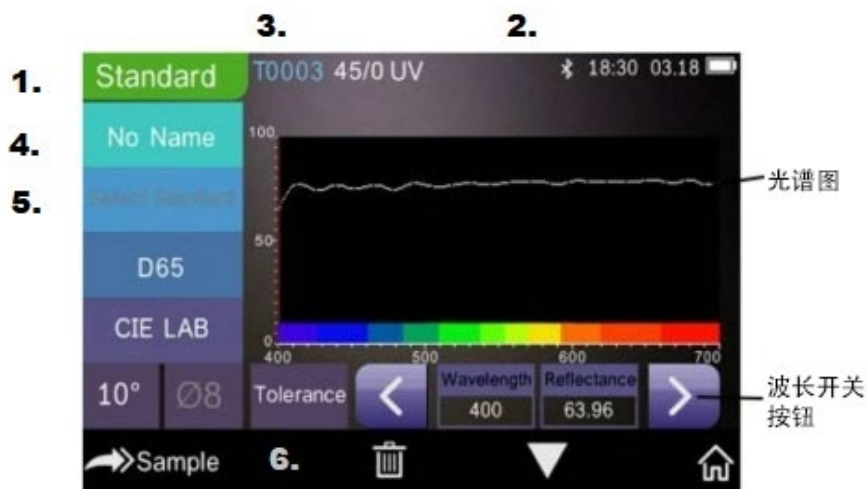 3.
2.
1.
Standard
T0003 45/0 UV
18:30 03.18
4.
No Name
100
5.
Select Standard
光谱图
50
D65
CIE LAB
0
400
500
600
700
10°
Ø8
Tolerance
Wavelength
400
Reflectance
63.96
波长开关
按钮
Sample
6.